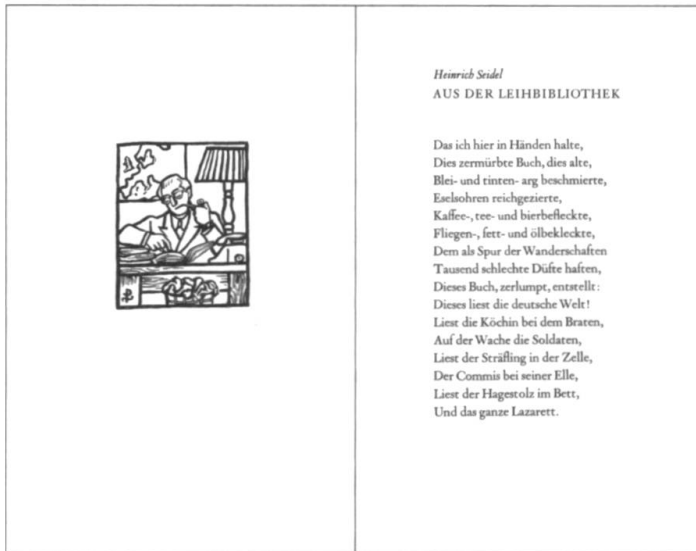 Heinrich Seidel
AUS DER LEIHBIBLIOTHEK
Das ich hier in Händen halte,
Dies zermürbte Buch, dies alte,
Blei- und tinten- arg beschmierte,
Eselsohren reichgezierte,
Kaffee-, tee- und bierbefleckte,
Fliegen-, fett- und ölbekleckte,
Dem als Spur der Wanderschaften
Tausend schlechte Düfte haften,
Dieses Buch, zerlumpt, entstellt:
Dieses liest die deutsche Welt!
Liest die Köchin bei dem Braten,
Auf der Wache die Soldaten,
Liest der Sträfling in der Zelle,
Der Commis bei seiner Elle,
Liest der Hagestolz im Bett,
Und das ganze Lazarett.